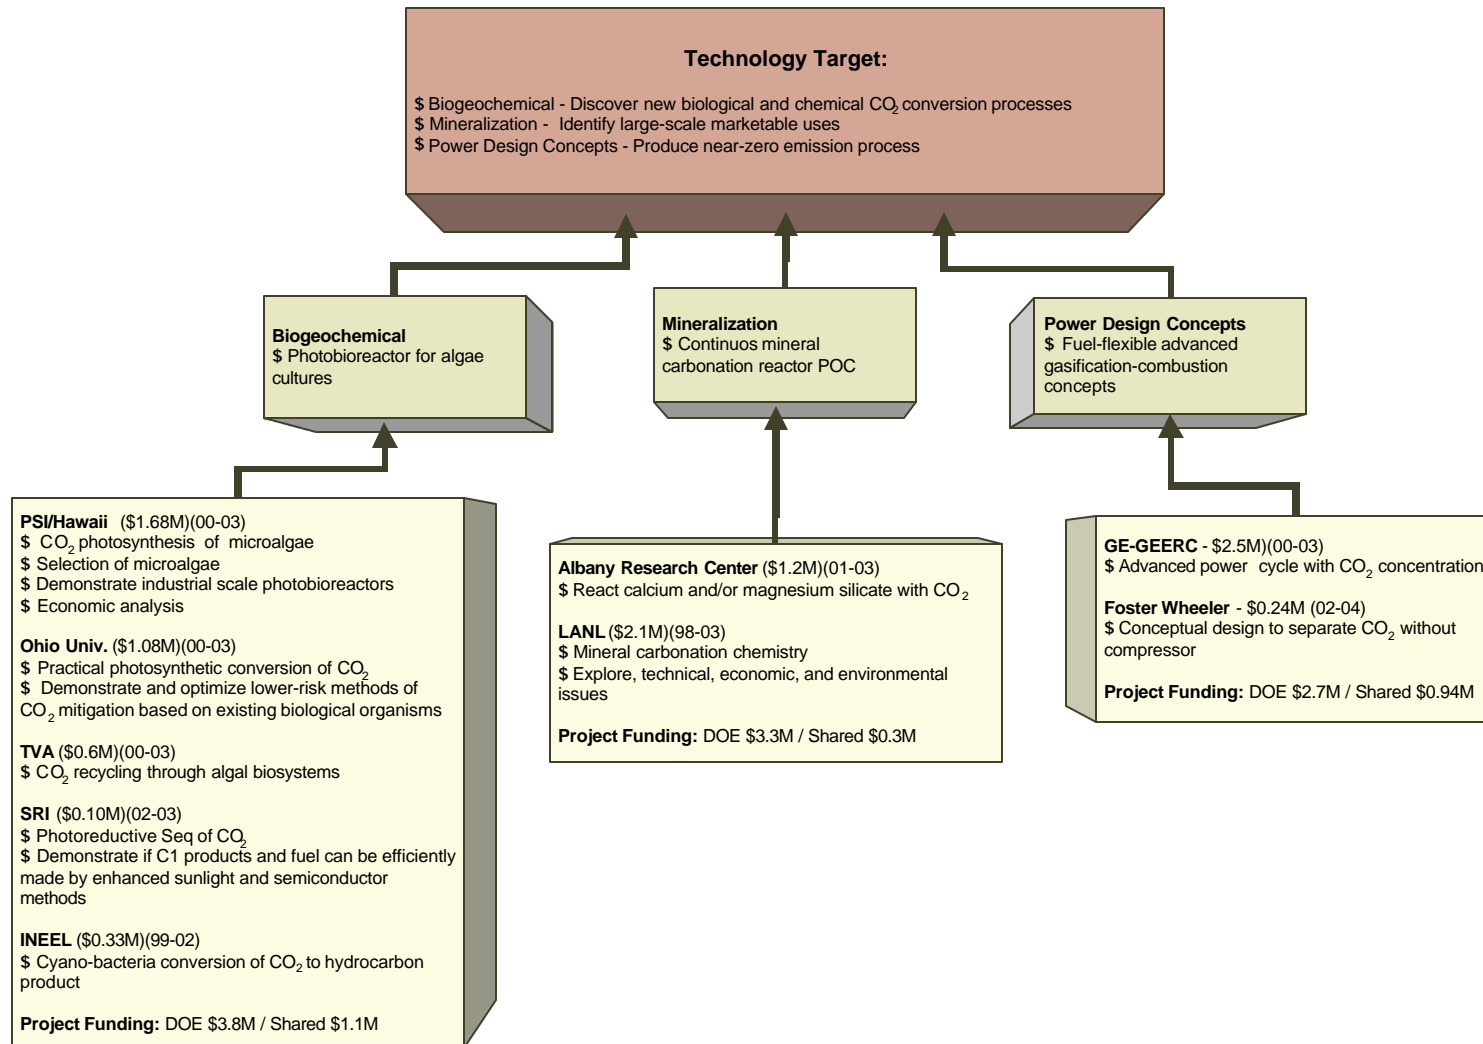 Technology Target:
$ Biogeochemical - Discover new biological and chemical CO2 conversion processes
$ Mineralization - Identify large-scale marketable uses
$ Power Design Concepts - Produce near-zero emission process
Biogeochemical
$ Photobioreactor for algae
cultures
Mineralization
$ Continuos mineral
carbonation reactor POC
Power Design Concepts
$ Fuel-flexible advanced
gasification-combustion
concepts
PSI/Hawaii ($1.68M)(00-03)
$ CO2 photosynthesis of microalgae
$ Selection of microalgae
$ Demonstrate industrial scale photobioreactors
$ Economic analysis
Ohio Univ. ($1.08M)(00-03)
$ Practical photosynthetic conversion of CO2
$ Demonstrate and optimize lower-risk methods of
CO2 mitigation based on existing biological organisms
TVA ($0.6M)(00-03)
$ CO2 recycling through algal biosystems
SRI ($0.10M)(02-03)
$ Photoreductive Seq of CO2
$ Demonstrate if C1 products and fuel can be efficiently
made by enhanced sunlight and semiconductor
methods
INEEL ($0.33M)(99-02)
$ Cyano-bacteria conversion of CO2 to hydrocarbon
product
Project Funding: DOE $3.8M / Shared $1.1M
Albany Research Center ($1.2M)(01-03)
$ React calcium and/or magnesium silicate with CO2
LANL ($2.1M)(98-03)
$ Mineral carbonation chemistry
$ Explore, technical, economic, and environmental
issues
Project Funding: DOE $3.3M / Shared $0.3M
GE-GEERC - $2.5M)(00-03)
$ Advanced power cycle with CO2 concentration
Foster Wheeler - $0.24M (02-04)
$ Conceptual design to separate CO2 without
compressor
Project Funding: DOE $2.7M / Shared $0.94M